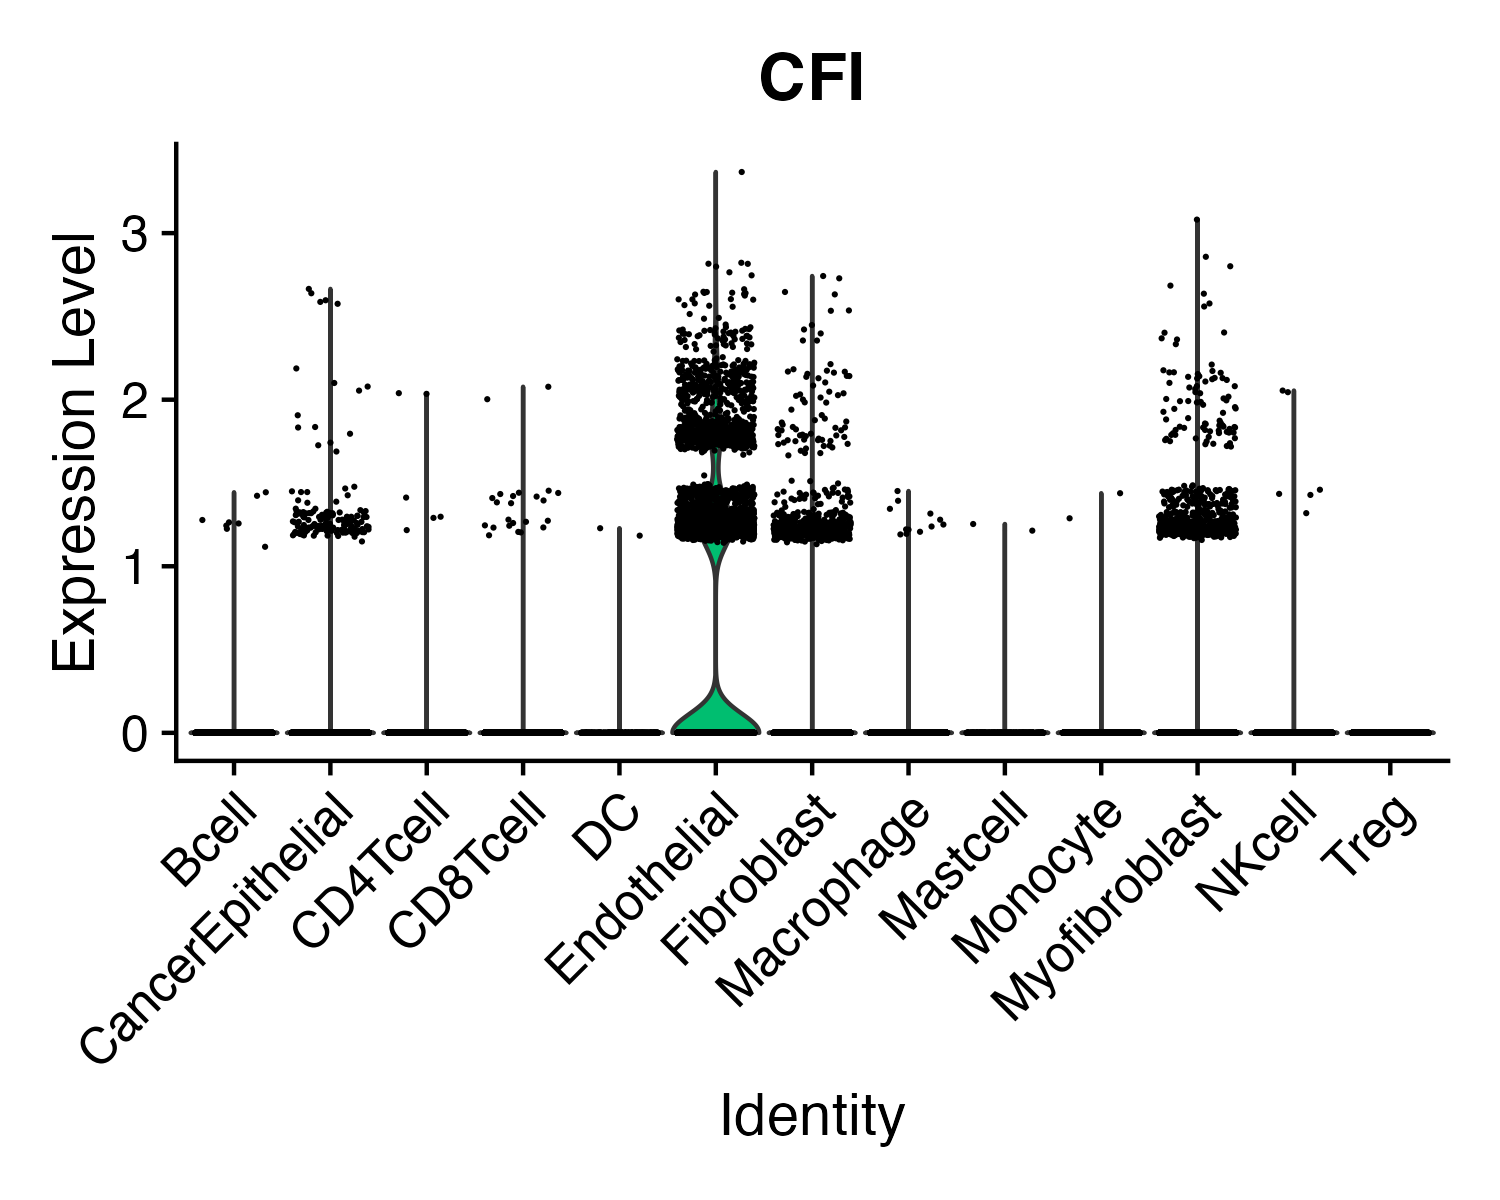 CFI
Expression Level
3
2
1
0
Bcell
CancerEpithelial
CD4Tcell
CD8Tcell
DC
Endothelial
Fibroblast
Macrophage
Mastcell
Monocyte
Myofibroblast
NKcell
Treg
Identity